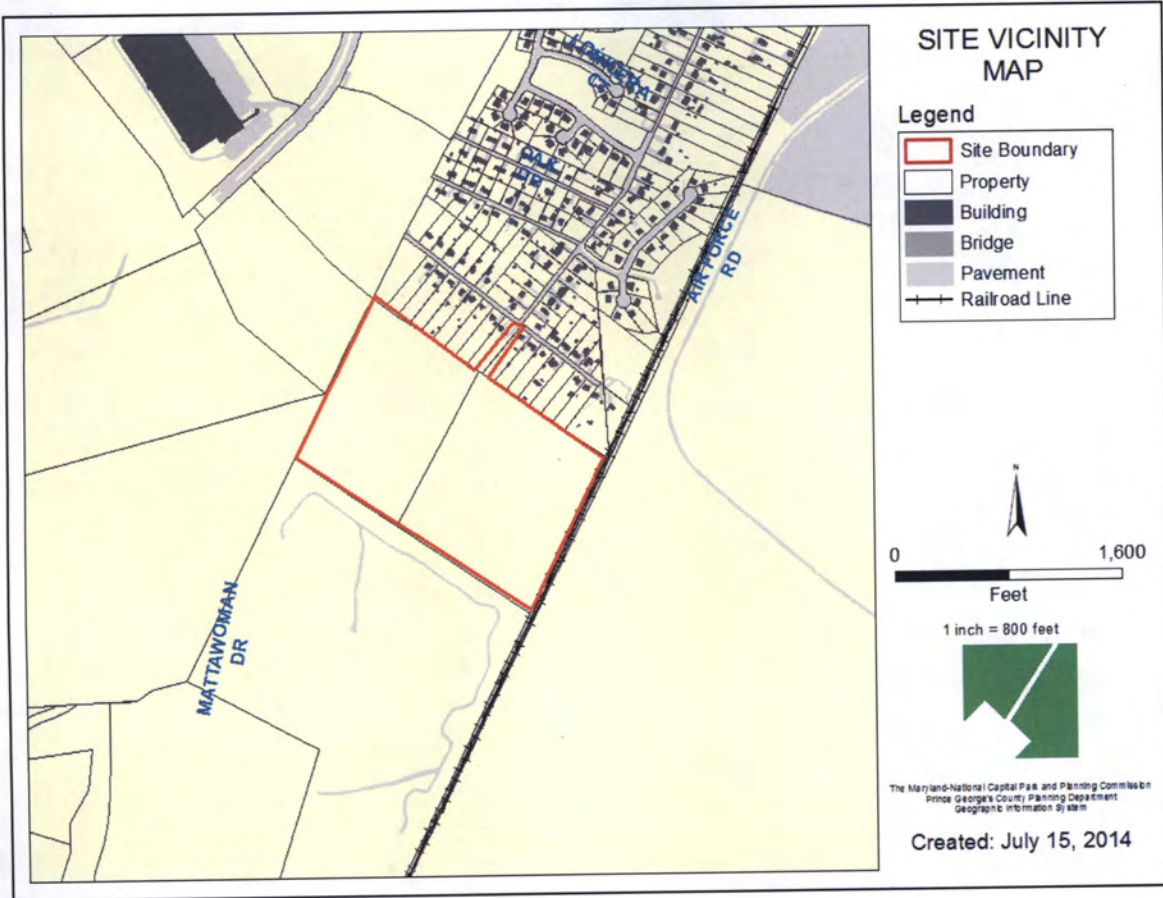 SITE VICINITY
MAP
Legend
Site Boundary
Property
Building
Bridge
Pavement
Railroad Line
LONICERA
OAK
DR
AIR FORCE
RD
MATTAWOMAN
DR
N
0 1,600
Feet
1 inch = 800 feet
The Maryland-National Capital Park and Planning Commission
Prince George's County Planning Department
Geographic Information System
Created: July 15, 2014